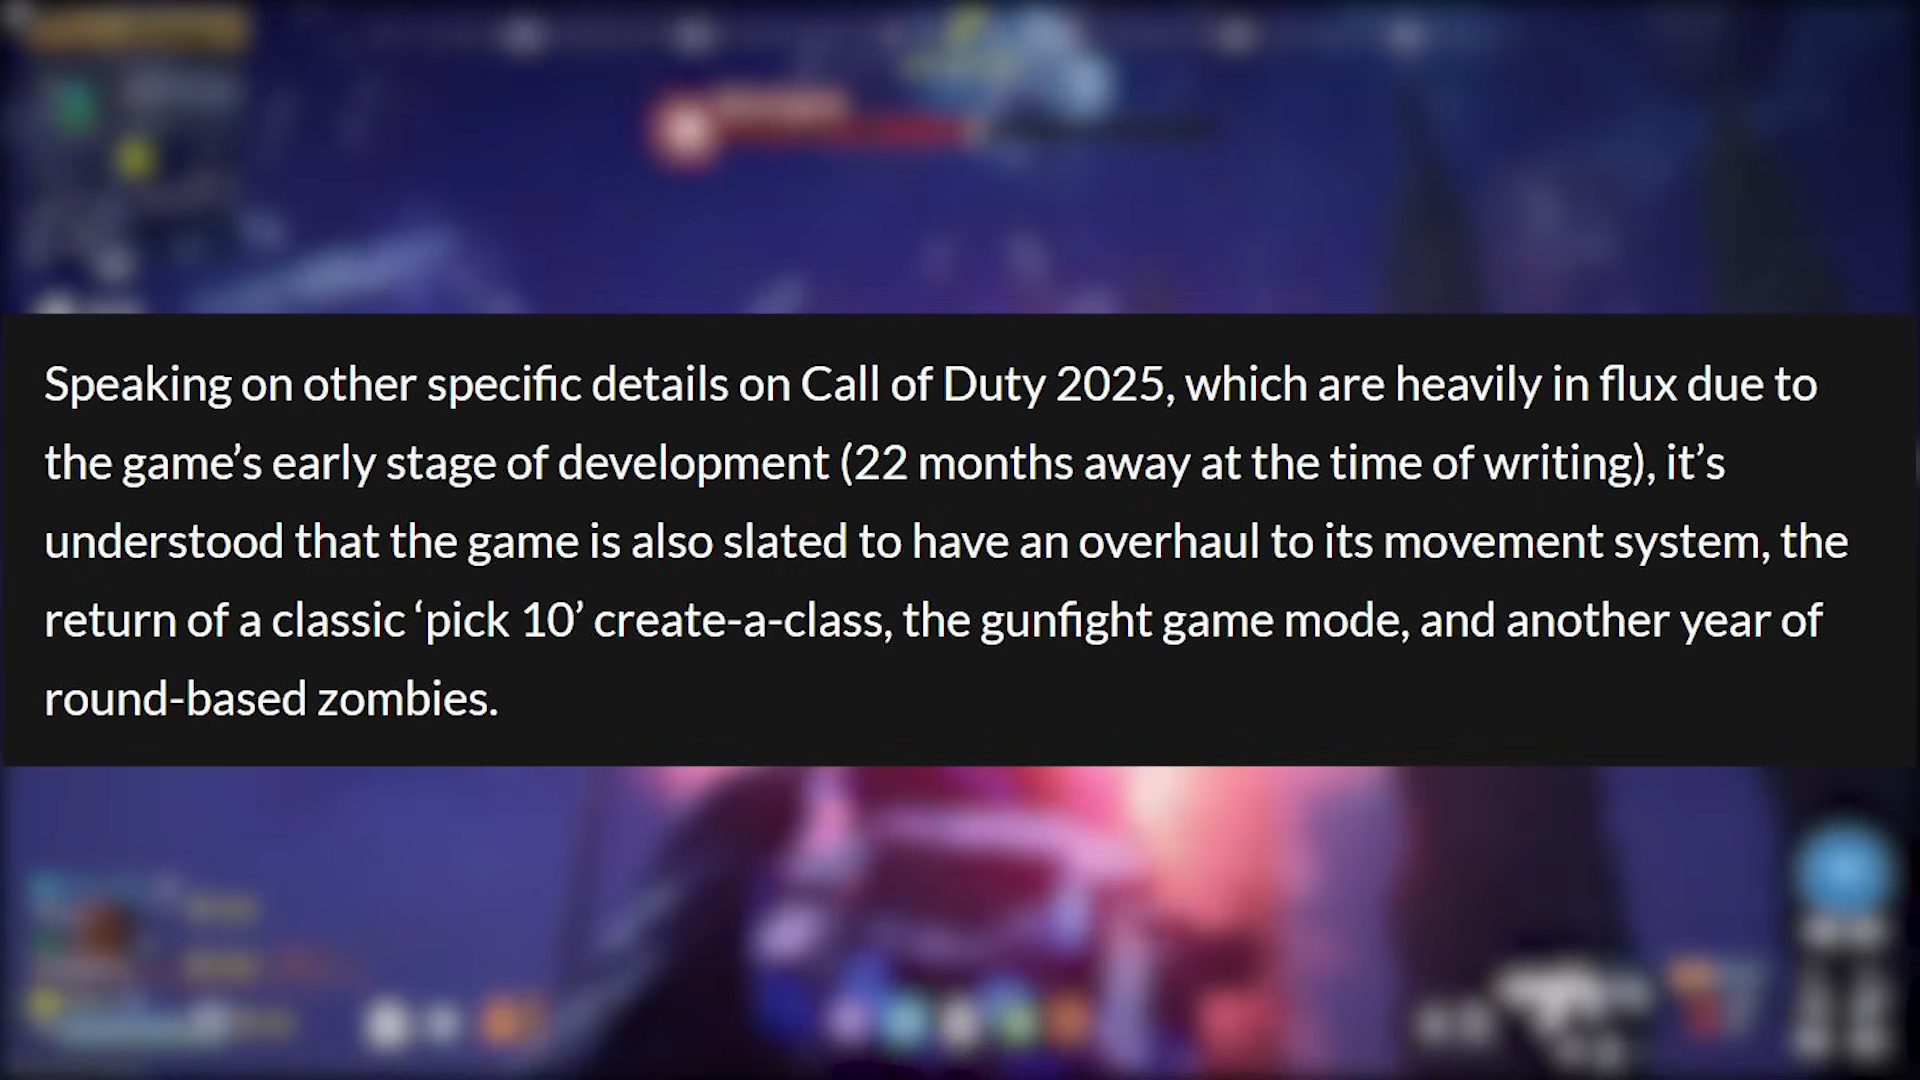 Speaking on other specific details on Call of Duty 2025, which are heavily in flux due to
the game’s early stage of development (22 months away at the time of writing), it’s
understood that the game is also slated to have an overhaul to its movement system, the
return of a classic ‘pick 10’ create-a-class, the gunfight game mode, and another year of
round-based zombies.